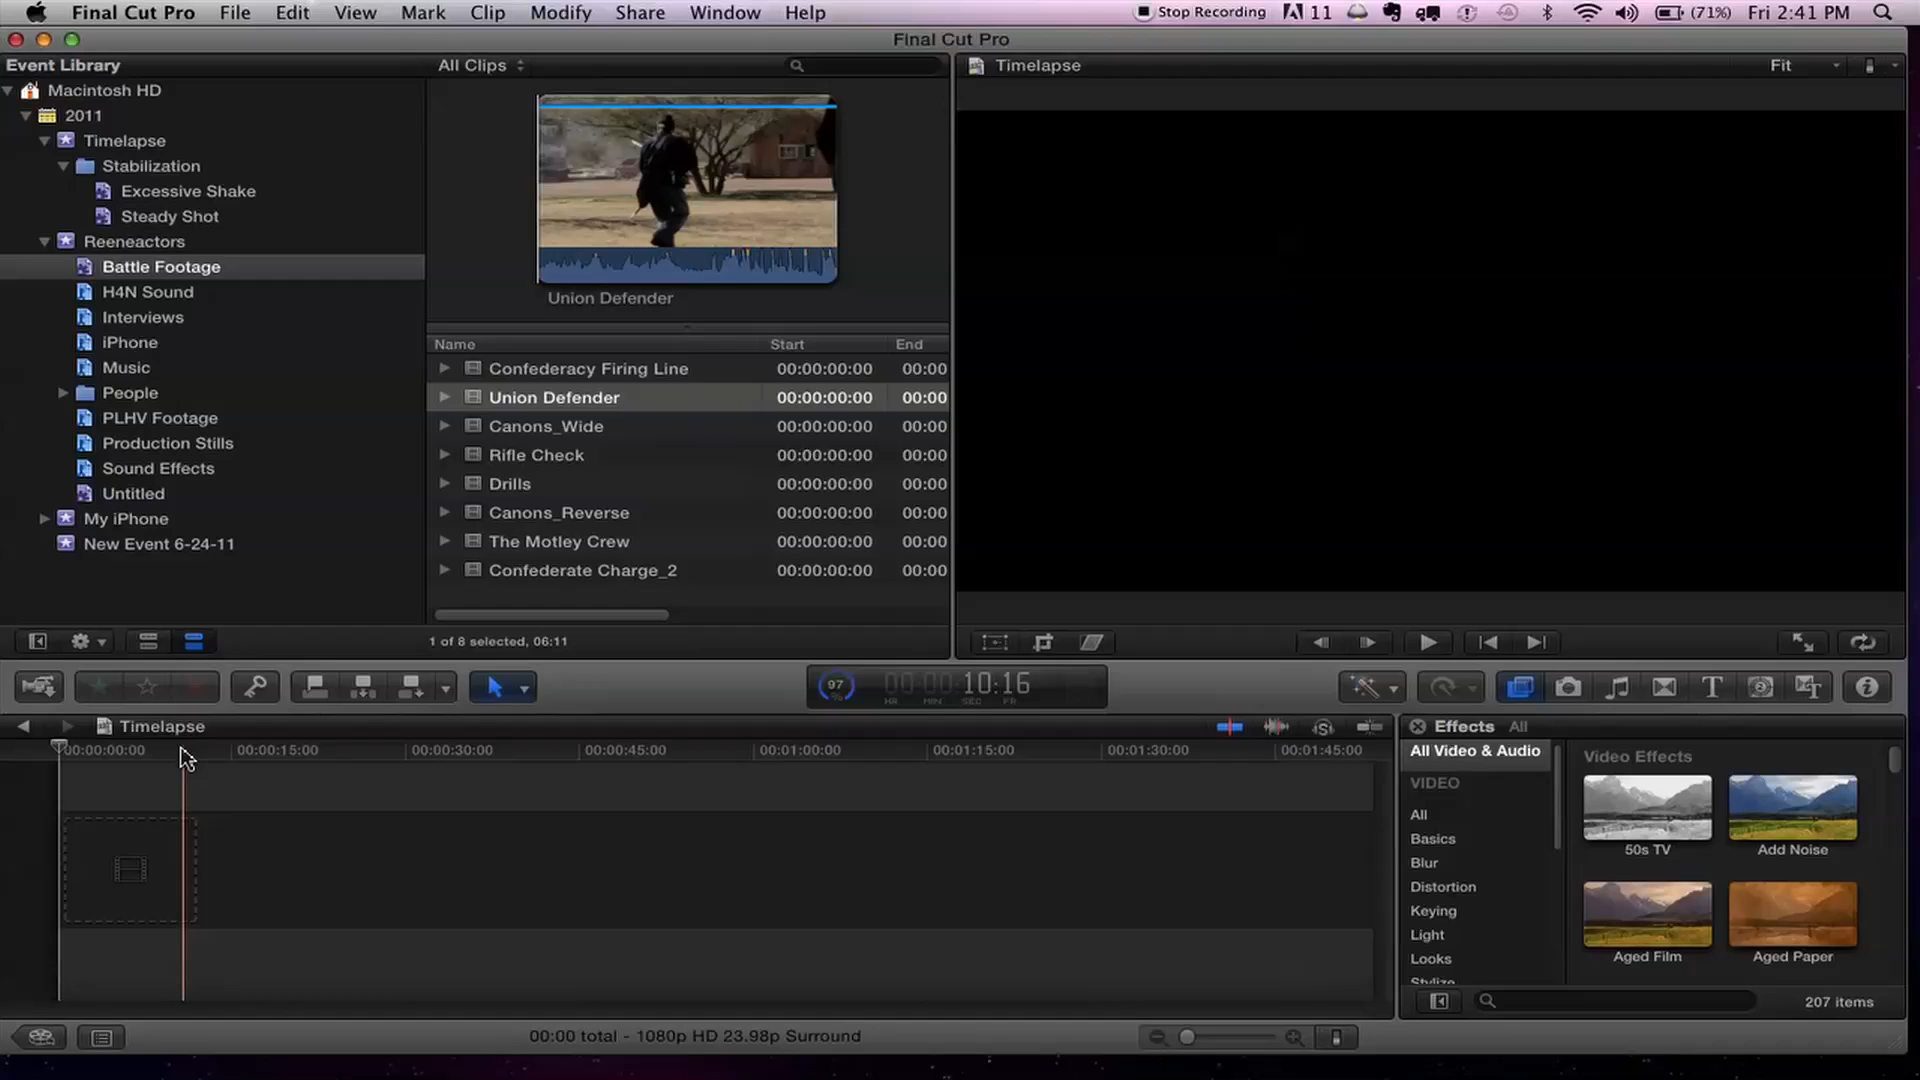 Final Cut Pro File Edit View Mark Clip Modify Share Window Help Stop Recording 11 (71%) Fri 2:41 PM
Final Cut Pro
Event Library
Macintosh HD
2011
Timelapse
Stabilization
Excessive Shake
Steady Shot
Reeneactors
Battle Footage
H4N Sound
Interviews
iPhone
Music
People
PLHV Footage
Production Stills
Sound Effects
Untitled
My iPhone
New Event 6-24-11
All Clips
Union Defender
Name Start End
Confederacy Firing Line 00:00:00:00 00:00
Union Defender 00:00:00:00 00:00
Canons_Wide 00:00:00:00 00:00
Rifle Check 00:00:00:00 00:00
Drills 00:00:00:00 00:00
Canons_Reverse 00:00:00:00 00:00
The Motley Crew 00:00:00:00 00:00
Confederate Charge_2 00:00:00:00 00:00
1 of 8 selected, 06:11
Timelapse Fit
97 % 00:00:10:16
HR MIN SEC FR
Timelapse
00:00:00:00 00:00:15:00 00:00:30:00 00:00:45:00 00:01:00:00 00:01:15:00 00:01:30:00 00:01:45:00
00:00 total - 1080p HD 23.98p Surround
Effects All
All Video & Audio
VIDEO
All
Basics
Blur
Distortion
Keying
Light
Looks
Stylize
Video Effects
50s TV Add Noise
Aged Film Aged Paper
207 items